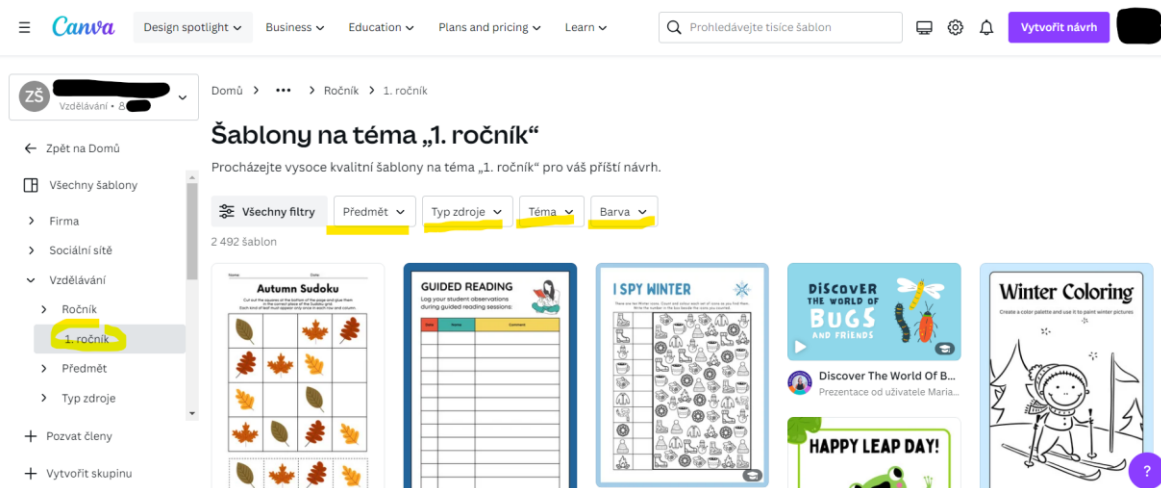 Canva
Design spotlight
Business
Education
Plans and pricing
Learn
Prohledávejte tisíce šablon
Vytvořit návrh
ZŠ
Vzdělávání •
Zpět na Domů
Všechny šablony
Firma
Sociální sítě
Vzdělávání
Ročník
1. ročník
Předmět
Typ zdroje
Pozvat členy
Vytvořit skupinu
Domů > ••• > Ročník > 1. ročník
Šablony na téma „1. ročník“
Procházejte vysoce kvalitní šablony na téma „1. ročník“ pro váš příští návrh.
Všechny filtry
Předmět
Typ zdroje
Téma
Barva
2 492 šablon
Autumn Sudoku
GUIDED READING
Log your student observations
during guided reading sessions:
Date
Name
Comment
I SPY WINTER
DISCOVER
THE WORLD OF
BUGS
AND FRIENDS
Discover The World Of B...
Prezentace od uživatele Maria...
HAPPY LEAP DAY!
Winter Coloring
Create a color palette and use it to paint winter pictures.
?